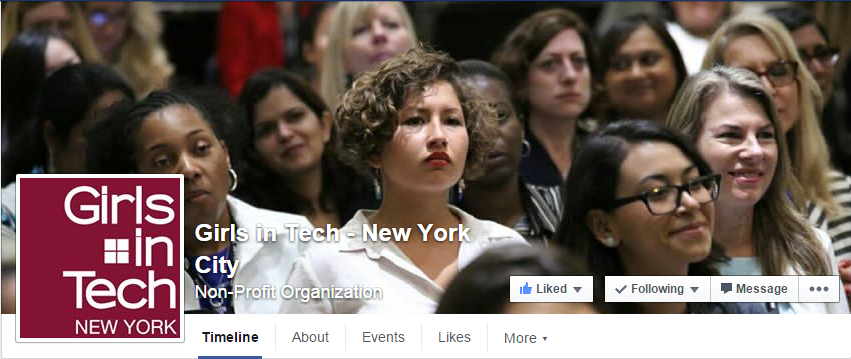 Girls
in
Tech
NEW YORK
Girls in Tech - New York
City
Non-Profit Organization
Liked Following Message
Timeline About Events Likes More